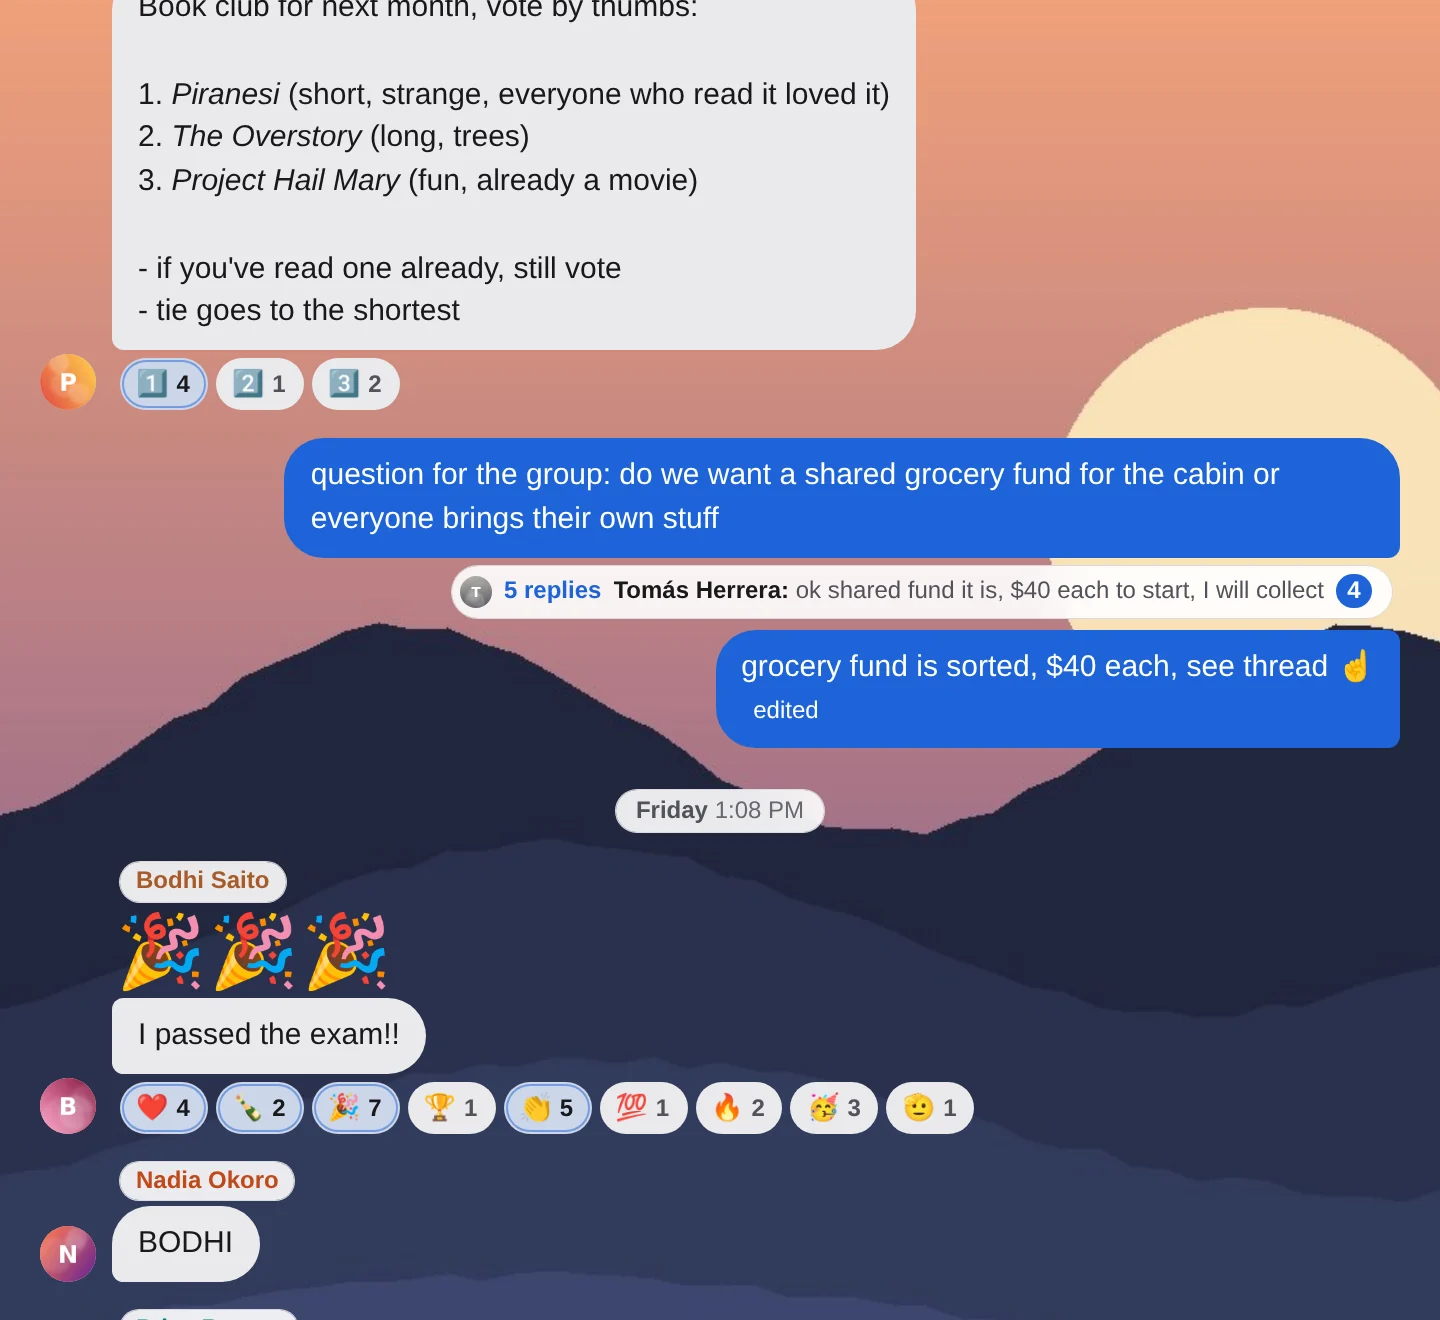 Book club for next month, vote by thumbs:
1. Piranesi (short, strange, everyone who read it loved it)
2. The Overstory (long, trees)
3. Project Hail Mary (fun, already a movie)
- if you've read one already, still vote
- tie goes to the shortest
P 1️⃣ 4 2️⃣ 1 3️⃣ 2
question for the group: do we want a shared grocery fund for the cabin or
everyone brings their own stuff
T 5 replies Tomás Herrera: ok shared fund it is, $40 each to start, I will collect 4
grocery fund is sorted, $40 each, see thread ☝️
edited
Friday 1:08 PM
Bodhi Saito
🎉🎉🎉
I passed the exam!!
B ❤️ 4 🍾 2 🎉 7 🏆 1 👏 5 💯 1 🔥 2 🥳 3 🫡 1
Nadia Okoro
BODHI
N